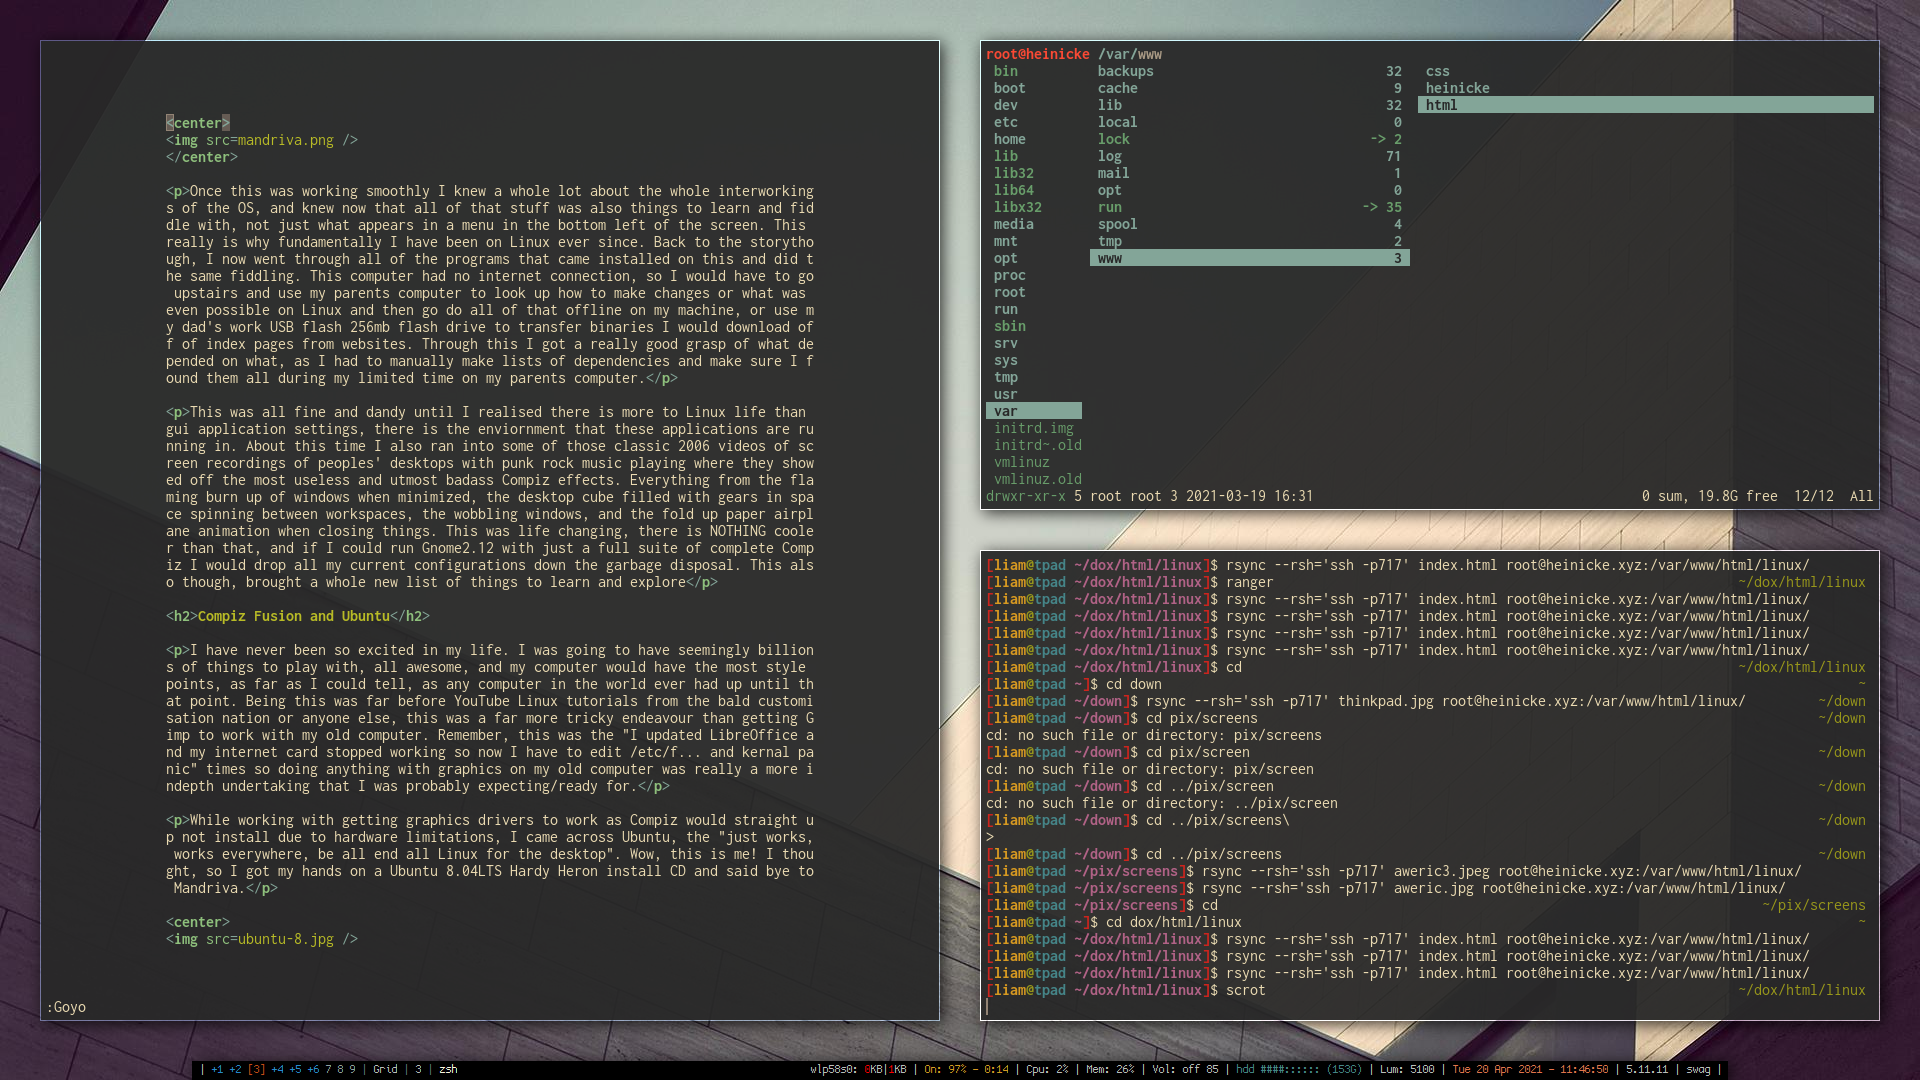 <center>
<img src=mandriva.png />
</center>
<p>Once this was working smoothly I knew a whole lot about the whole interworking
s of the OS, and knew now that all of that stuff was also things to learn and fid
dle with, not just what appears in a menu in the bottom left of the screen. This
really is why fundamentally I have been on Linux ever since. Back to the storytho
ugh, I now went through all of the programs that came installed on this and did t
he same fiddling. This computer had no internet connection, so I would have to go
 upstairs and use my parents computer to look up how to make changes or what was
even possible on Linux and then go do all of that offline on my machine, or use m
y dad's work USB flash 256mb flash drive to transfer binaries I would download of
f of index pages from websites. Through this I got a really good grasp of what de
pended on what, as I had to manually make lists of dependencies and make sure I f
ound them all during my limited time on my parents computer.</p>
<p>This was all fine and dandy until I realised there is more to Linux life than
gui application settings, there is the enviornment that these applications are ru
nning in. About this time I also ran into some of those classic 2006 videos of sc
reen recordings of peoples' desktops with punk rock music playing where they show
ed off the most useless and utmost badass Compiz effects. Everything from the fla
ming burn up of windows when minimized, the desktop cube filled with gears in spa
ce spinning between workspaces, the wobbling windows, and the fold up paper airpl
ane animation when closing things. This was life changing, there is NOTHING coole
r than that, and if I could run Gnome2.12 with just a full suite of complete Comp
iz I would drop all my current configurations down the garbage disposal. This als
o though, brought a whole new list of things to learn and explore</p>
<h2>Compiz Fusion and Ubuntu</h2>
<p>I have never been so excited in my life. I was going to have seemingly billion
s of things to play with, all awesome, and my computer would have the most style
points, as far as I could tell, as any computer in the world ever had up until th
at point. Being this was far before YouTube Linux tutorials from the bald customi
sation nation or anyone else, this was a far more tricky endeavour than getting G
imp to work with my old computer. Remember, this was the "I updated LibreOffice a
nd my internet card stopped working so now I have to edit /etc/f... and kernal pa
nic" times so doing anything with graphics on my old computer was really a more i
ndepth undertaking that I was probably expecting/ready for.</p>
<p>While working with getting graphics drivers to work as Compiz would straight u
p not install due to hardware limitations, I came across Ubuntu, the "just works,
 works everywhere, be all end all Linux for the desktop". Wow, this is me! I thou
ght, so I got my hands on a Ubuntu 8.04LTS Hardy Heron install CD and said bye to
 Mandriva.</p>
<center>
<img src=ubuntu-8.jpg />
:Goyo
root@heinicke /var/www
bin backups 32 css
boot cache 9 heinicke
dev lib 32 html
etc local 0
home lock -> 2
lib log 71
lib32 mail 1
lib64 opt 0
libx32 run -> 35
media spool 4
mnt tmp 2
opt www 3
proc
root
run
sbin
srv
sys
tmp
usr
var
initrd.img
initrd~.old
vmlinuz
vmlinuz.old
drwxr-xr-x 5 root root 3 2021-03-19 16:31 0 sum, 19.8G free 12/12 All
[liam@tpad ~/dox/html/linux]$ rsync --rsh='ssh -p717' index.html root@heinicke.xyz:/var/www/html/linux/
[liam@tpad ~/dox/html/linux]$ ranger ~/dox/html/linux
[liam@tpad ~/dox/html/linux]$ rsync --rsh='ssh -p717' index.html root@heinicke.xyz:/var/www/html/linux/
[liam@tpad ~/dox/html/linux]$ rsync --rsh='ssh -p717' index.html root@heinicke.xyz:/var/www/html/linux/
[liam@tpad ~/dox/html/linux]$ rsync --rsh='ssh -p717' index.html root@heinicke.xyz:/var/www/html/linux/
[liam@tpad ~/dox/html/linux]$ rsync --rsh='ssh -p717' index.html root@heinicke.xyz:/var/www/html/linux/
[liam@tpad ~/dox/html/linux]$ cd ~/dox/html/linux
[liam@tpad ~]$ cd down ~
[liam@tpad ~/down]$ rsync --rsh='ssh -p717' thinkpad.jpg root@heinicke.xyz:/var/www/html/linux/ ~/down
[liam@tpad ~/down]$ cd pix/screens ~/down
cd: no such file or directory: pix/screens
[liam@tpad ~/down]$ cd pix/screen ~/down
cd: no such file or directory: pix/screen
[liam@tpad ~/down]$ cd ../pix/screen ~/down
cd: no such file or directory: ../pix/screen
[liam@tpad ~/down]$ cd ../pix/screens\ ~/down
>
[liam@tpad ~/down]$ cd ../pix/screens ~/down
[liam@tpad ~/pix/screens]$ rsync --rsh='ssh -p717' aweric3.jpeg root@heinicke.xyz:/var/www/html/linux/
[liam@tpad ~/pix/screens]$ rsync --rsh='ssh -p717' aweric.jpg root@heinicke.xyz:/var/www/html/linux/
[liam@tpad ~/pix/screens]$ cd ~/pix/screens
[liam@tpad ~]$ cd dox/html/linux ~
[liam@tpad ~/dox/html/linux]$ rsync --rsh='ssh -p717' index.html root@heinicke.xyz:/var/www/html/linux/
[liam@tpad ~/dox/html/linux]$ rsync --rsh='ssh -p717' index.html root@heinicke.xyz:/var/www/html/linux/
[liam@tpad ~/dox/html/linux]$ rsync --rsh='ssh -p717' index.html root@heinicke.xyz:/var/www/html/linux/
[liam@tpad ~/dox/html/linux]$ scrot ~/dox/html/linux
| +1 +2 [3] +4 +5 +6 7 8 9 | Grid | 3 | zsh wlp58s0: 0KB|1KB | On: 97% - 0:14 | Cpu: 2% | Mem: 26% | Vol: off 85 | hdd ####:::::: (153G) | Lum: 5100 | Tue 20 Apr 2021 - 11:46:50 | 5.11.11 | swag |